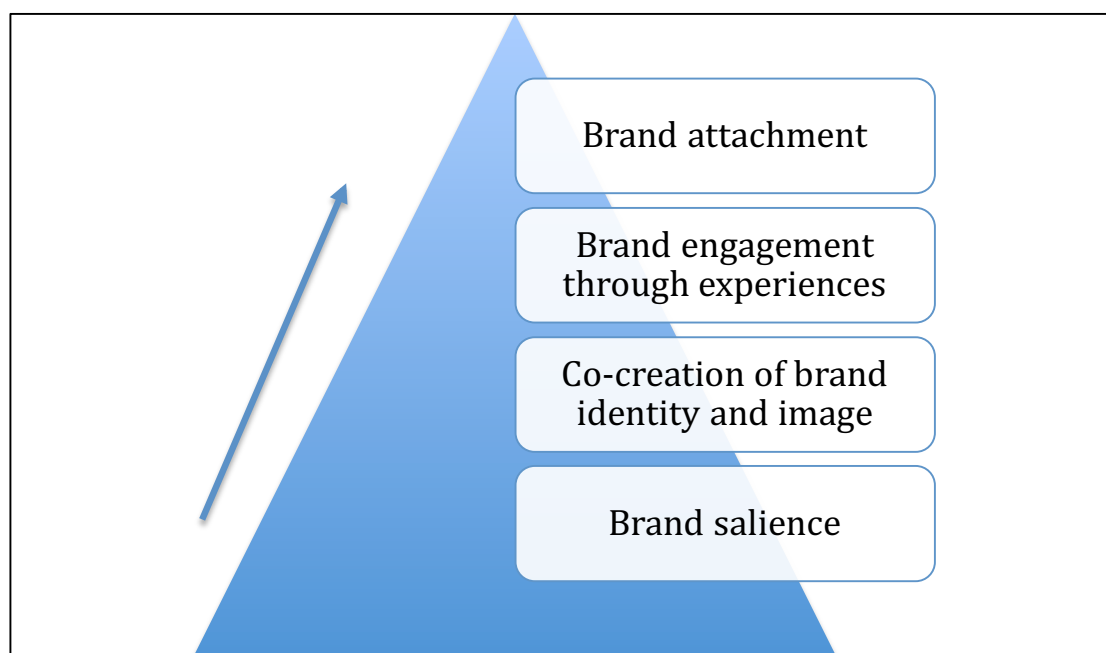 Brand attachment
Brand engagement
through experiences
Co-creation of brand
identity and image
Brand salience